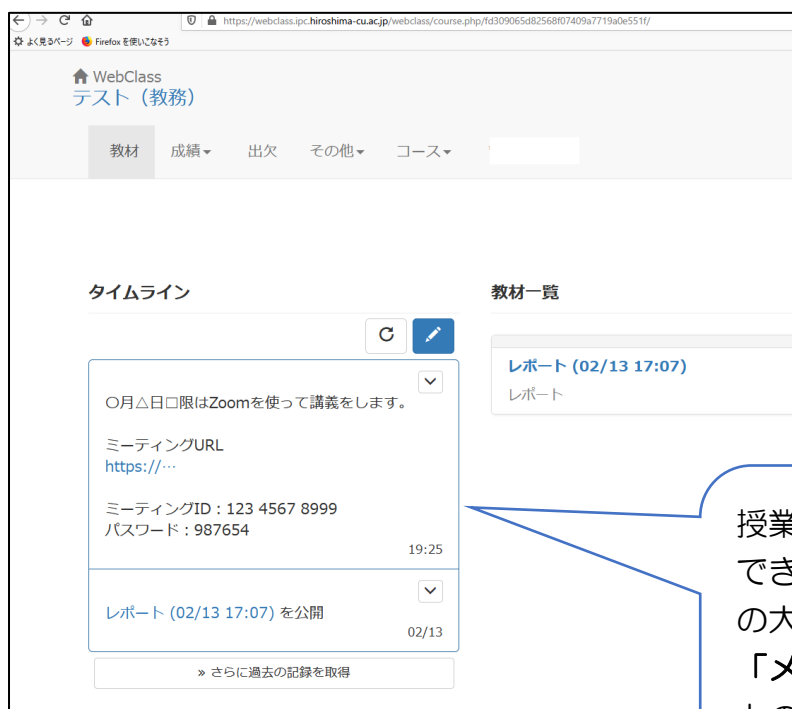 https://webclass.ipc.hiroshima-cu.ac.jp/webclass/course.php/fd309065d82568f07409a7719a0e551f/
よく見るページ Firefox を使いこなそう
WebClass
テスト（教務）
教材 成績 出欠 その他 コース
タイムライン
〇月△日□限はZoomを使って講義をします。
ミーティングURL
https://…
ミーティングID：123 4567 8999
パスワード：987654
19:25
レポート (02/13 17:07) を公開
02/13
» さらに過去の記録を取得
教材一覧
レポート (02/13 17:07)
レポート
授業
でき
の大
「メ